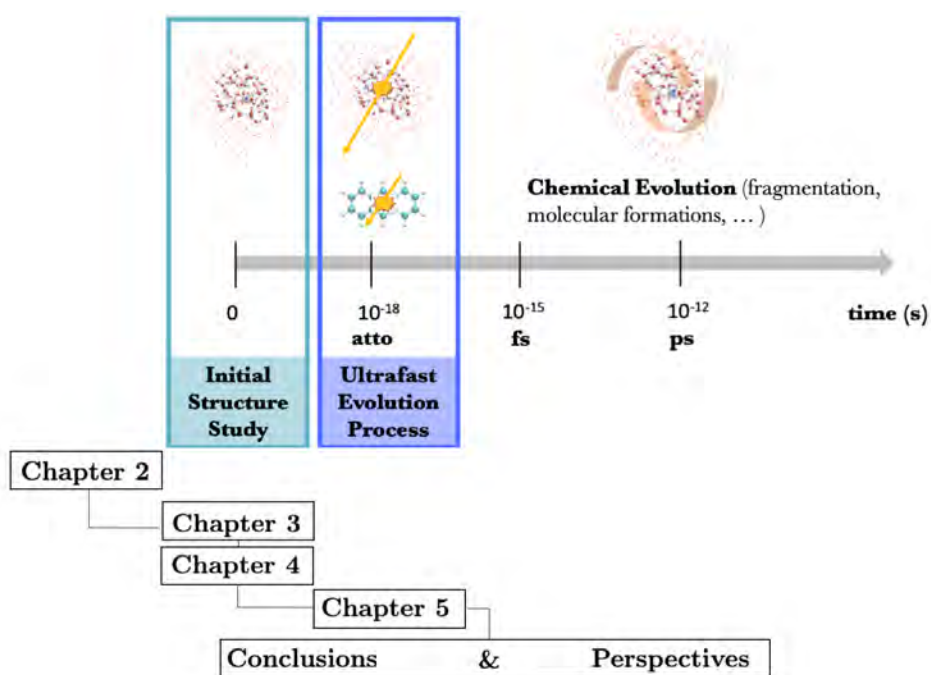 Chemical Evolution (fragmentation,
molecular formations, … )
0
10⁻¹⁸
10⁻¹⁵
10⁻¹²
time (s)
atto
fs
ps
Initial
Structure
Study
Ultrafast
Evolution
Process
Chapter 2
Chapter 3
Chapter 4
Chapter 5
Conclusions & Perspectives